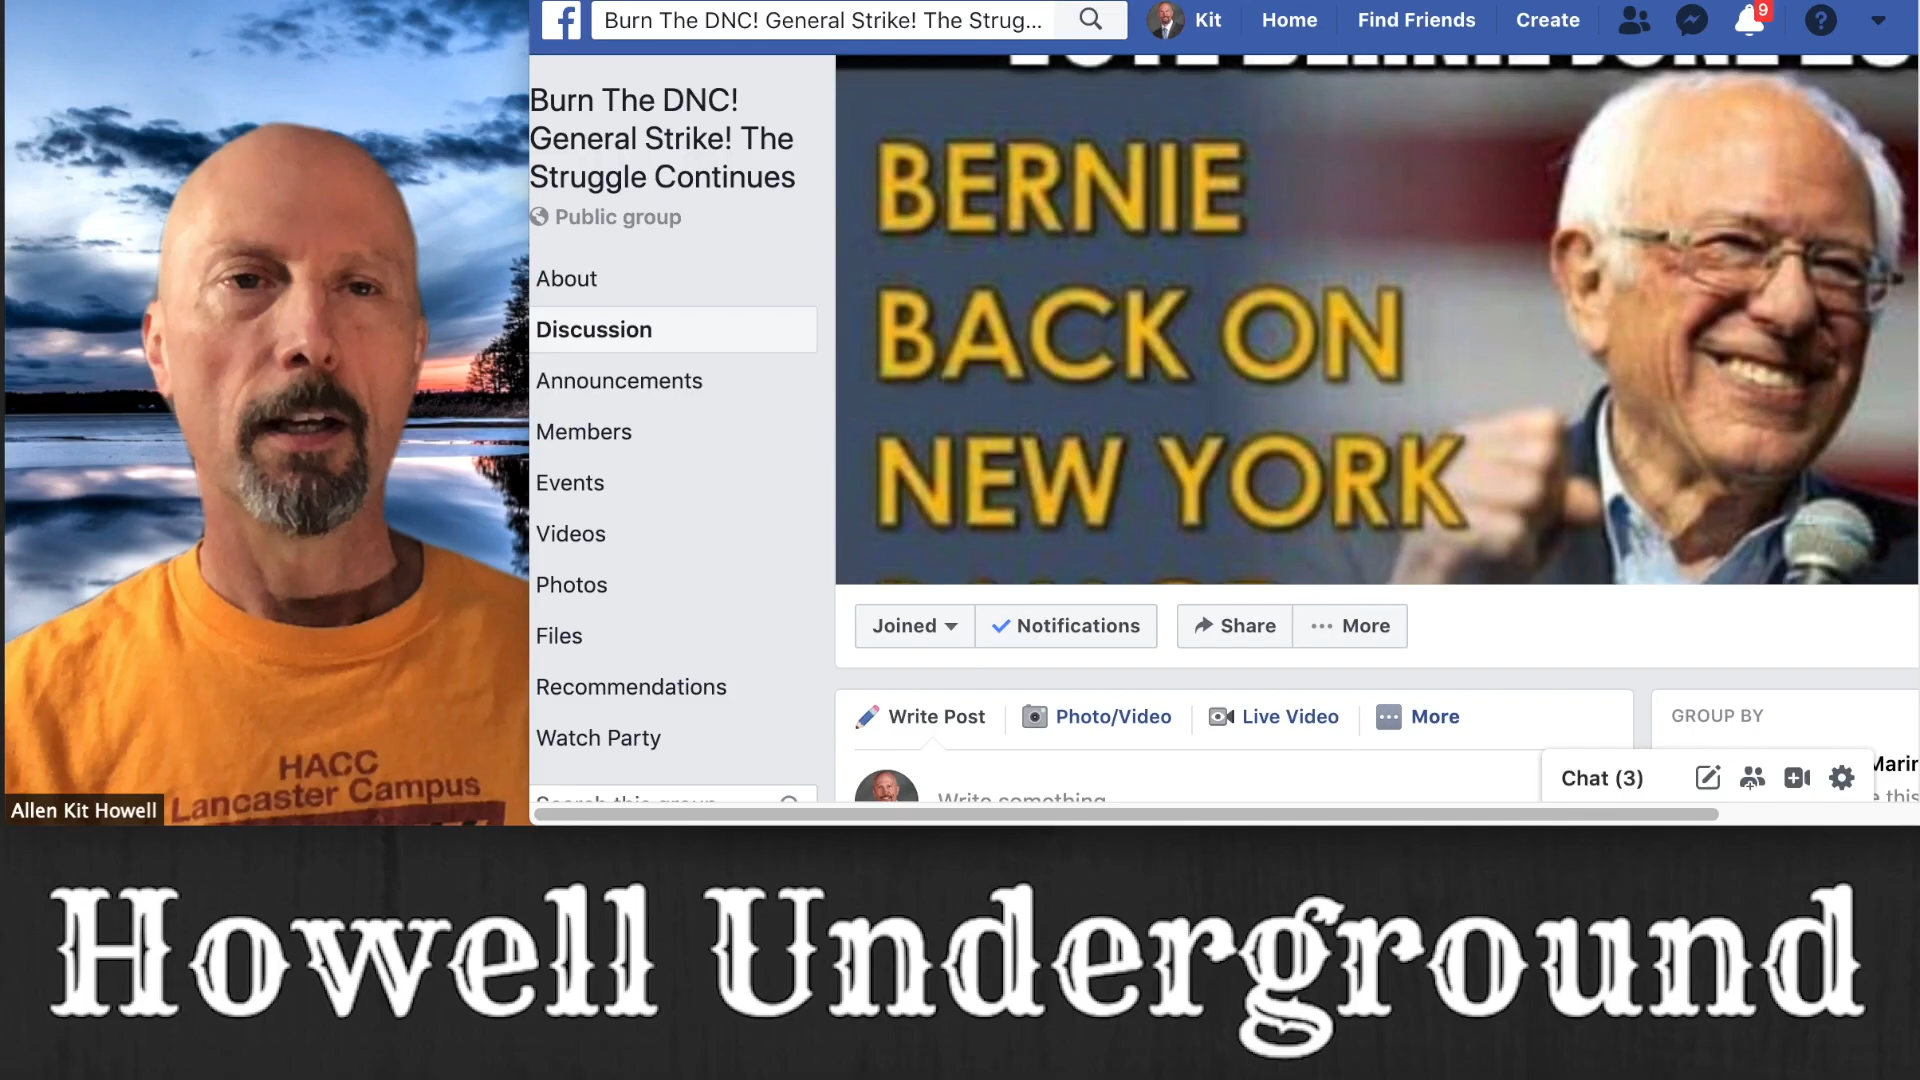 Burn The DNC! General Strike! The Strug...
Kit
Home
Find Friends
Create
9
Burn The DNC!
General Strike! The
Struggle Continues
Public group
About
Discussion
Announcements
Members
Events
Videos
Photos
Files
Recommendations
Watch Party
BERNIE
BACK ON
NEW YORK
Joined
Notifications
Share
More
Write Post
Photo/Video
Live Video
More
Write something
GROUP BY
Chat (3)
HACC
Lancaster Campus
Allen Kit Howell
Howell Underground